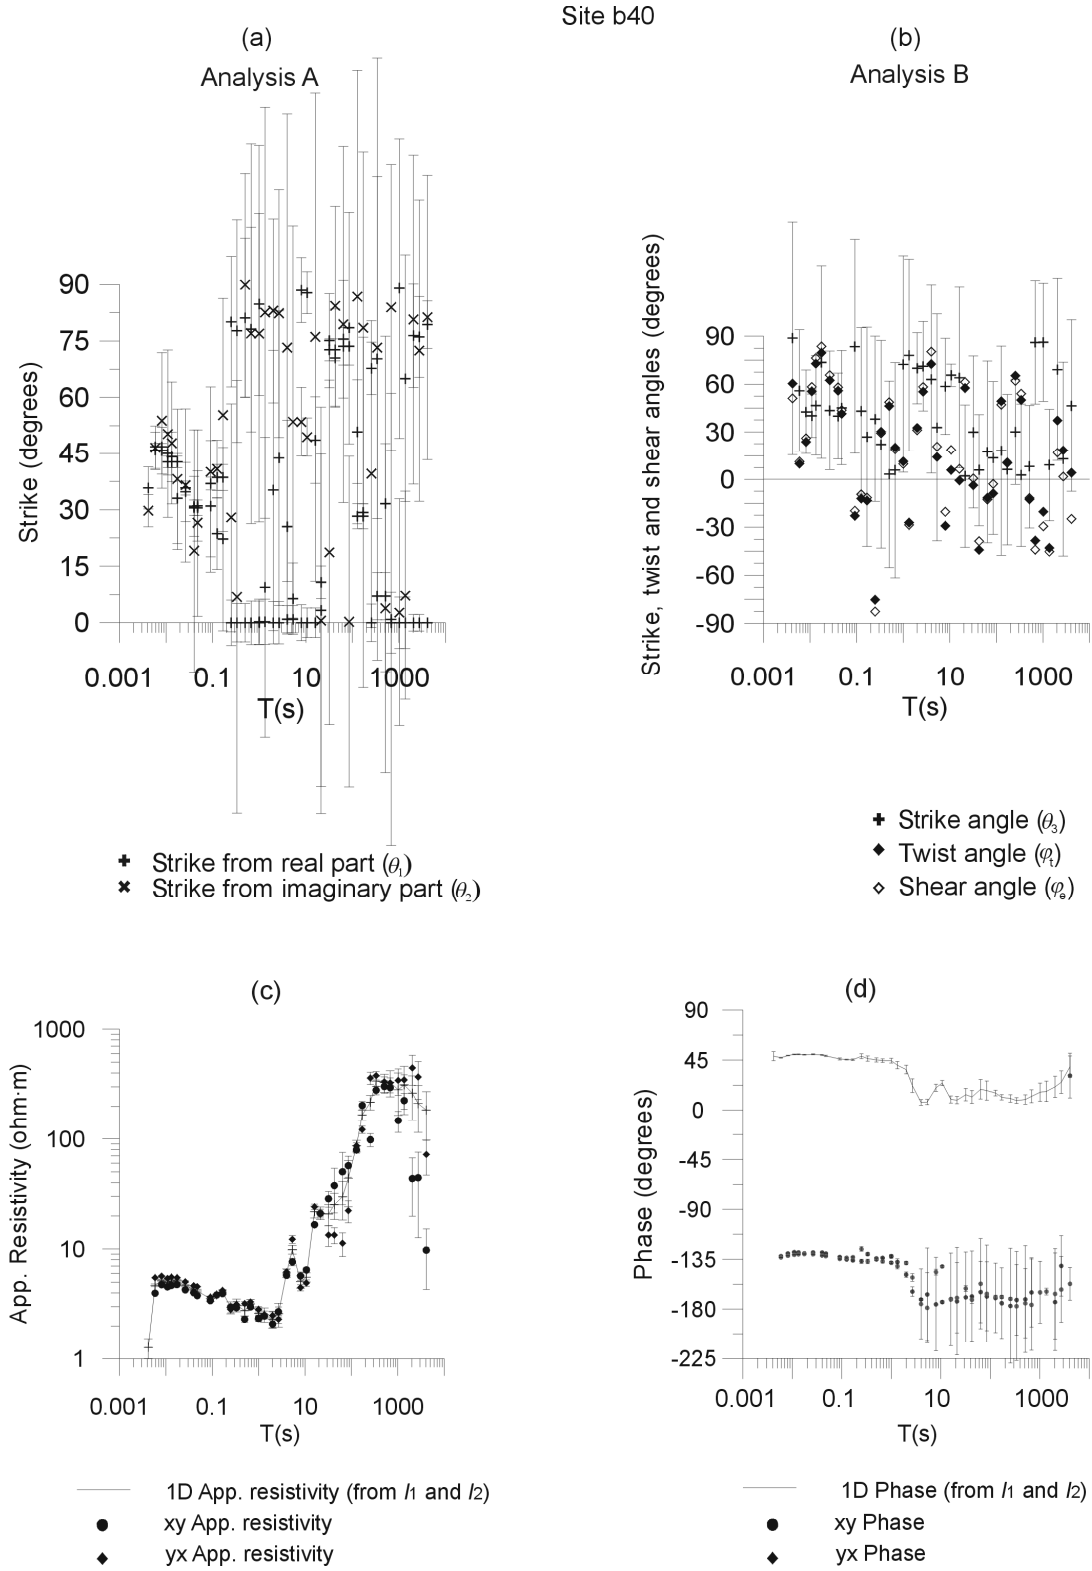 Site b40
(a)
Analysis A
Strike (degrees)
90
75
60
45
30
15
0
0.001 0.1 10 1000
T(s)
Strike from real part (θ1)
Strike from imaginary part (θ2)
(b)
Analysis B
Strike, twist and shear angles (degrees)
90
60
30
0
-30
-60
-90
0.001 0.1 10 1000
T(s)
Strike angle (θ3)
Twist angle (φt)
Shear angle (φe)
(c)
App. Resistivity (ohm·m)
1000
100
10
1
0.001 0.1 10 1000
T(s)
1D App. resistivity (from I1 and I2)
xy App. resistivity
yx App. resistivity
(d)
Phase (degrees)
90
45
0
-45
-90
-135
-180
-225
0.001 0.1 10 1000
T(s)
1D Phase (from I1 and I2)
xy Phase
yx Phase